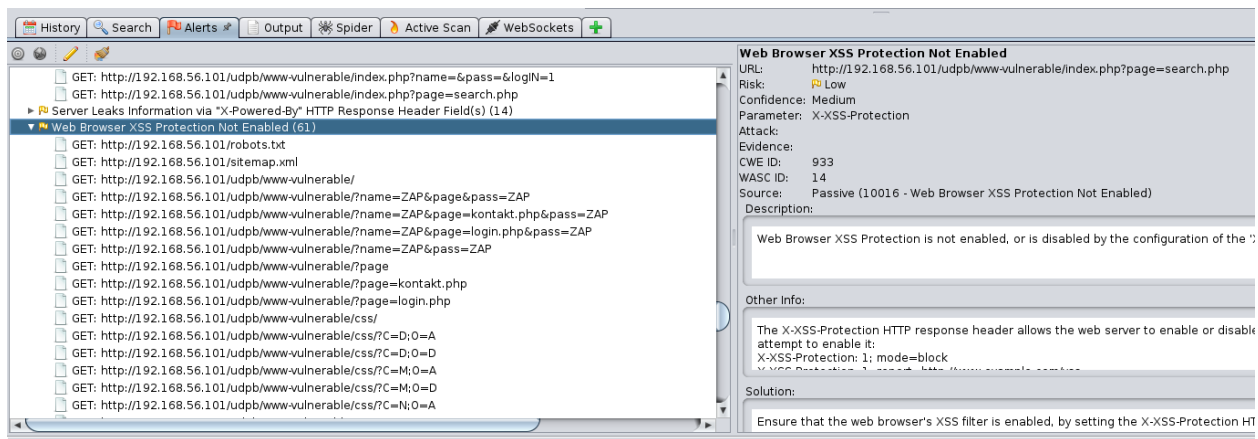 History Search Alerts Output Spider Active Scan WebSockets
GET: http://192.168.56.101/udpb/www-vulnerable/index.php?name=&pass=&logIN=1
GET: http://192.168.56.101/udpb/www-vulnerable/index.php?page=search.php
Server Leaks Information via "X-Powered-By" HTTP Response Header Field(s) (14)
Web Browser XSS Protection Not Enabled (61)
GET: http://192.168.56.101/robots.txt
GET: http://192.168.56.101/sitemap.xml
GET: http://192.168.56.101/udpb/www-vulnerable/
GET: http://192.168.56.101/udpb/www-vulnerable/?name=ZAP&page&pass=ZAP
GET: http://192.168.56.101/udpb/www-vulnerable/?name=ZAP&page=kontakt.php&pass=ZAP
GET: http://192.168.56.101/udpb/www-vulnerable/?name=ZAP&page=login.php&pass=ZAP
GET: http://192.168.56.101/udpb/www-vulnerable/?name=ZAP&pass=ZAP
GET: http://192.168.56.101/udpb/www-vulnerable/?page
GET: http://192.168.56.101/udpb/www-vulnerable/?page=kontakt.php
GET: http://192.168.56.101/udpb/www-vulnerable/?page=login.php
GET: http://192.168.56.101/udpb/www-vulnerable/css/
GET: http://192.168.56.101/udpb/www-vulnerable/css/?C=D;O=A
GET: http://192.168.56.101/udpb/www-vulnerable/css/?C=D;O=D
GET: http://192.168.56.101/udpb/www-vulnerable/css/?C=M;O=A
GET: http://192.168.56.101/udpb/www-vulnerable/css/?C=M;O=D
GET: http://192.168.56.101/udpb/www-vulnerable/css/?C=N;O=A
Web Browser XSS Protection Not Enabled
URL: http://192.168.56.101/udpb/www-vulnerable/index.php?page=search.php
Risk: Low
Confidence: Medium
Parameter: X-XSS-Protection
Attack:
Evidence:
CWE ID: 933
WASC ID: 14
Source: Passive (10016 - Web Browser XSS Protection Not Enabled)
Description:
Web Browser XSS Protection is not enabled, or is disabled by the configuration of the
Other Info:
The X-XSS-Protection HTTP response header allows the web server to enable or disable
attempt to enable it:
X-XSS-Protection: 1; mode=block
Solution:
Ensure that the web browser's XSS filter is enabled, by setting the X-XSS-Protection HT